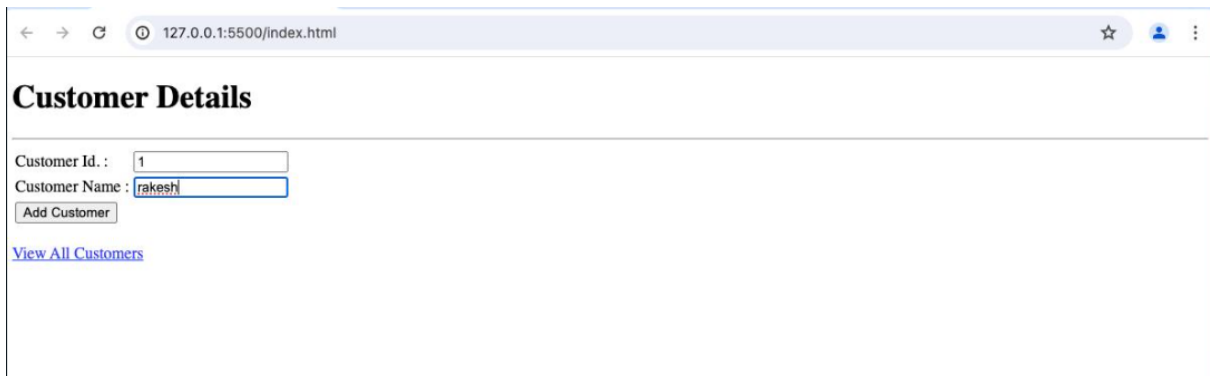 127.0.0.1:5500/index.html
Customer Details
Customer Id. : 1
Customer Name : rakesh
Add Customer
View All Customers